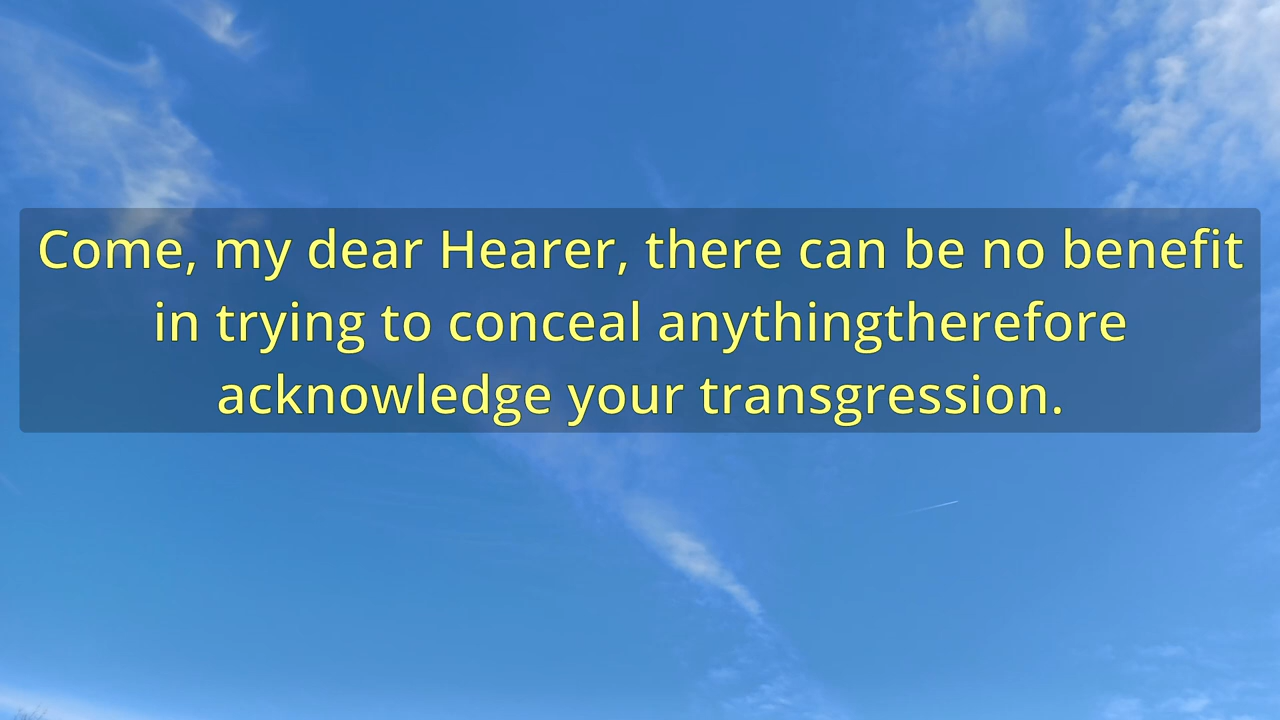 Come, my dear Hearer, there can be no benefit
in trying to conceal anythingtherefore
acknowledge your transgression.